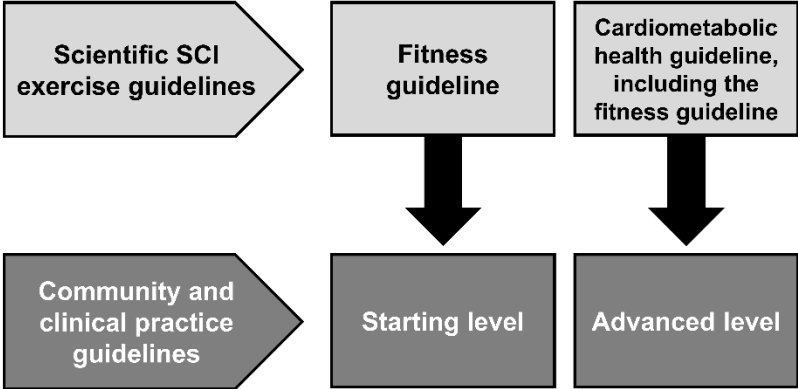 Scientific SCI
exercise guidelines
Fitness
guideline
Cardiometabolic
health guideline,
including the
fitness guideline
Community and
clinical practice
guidelines
Starting level
Advanced level